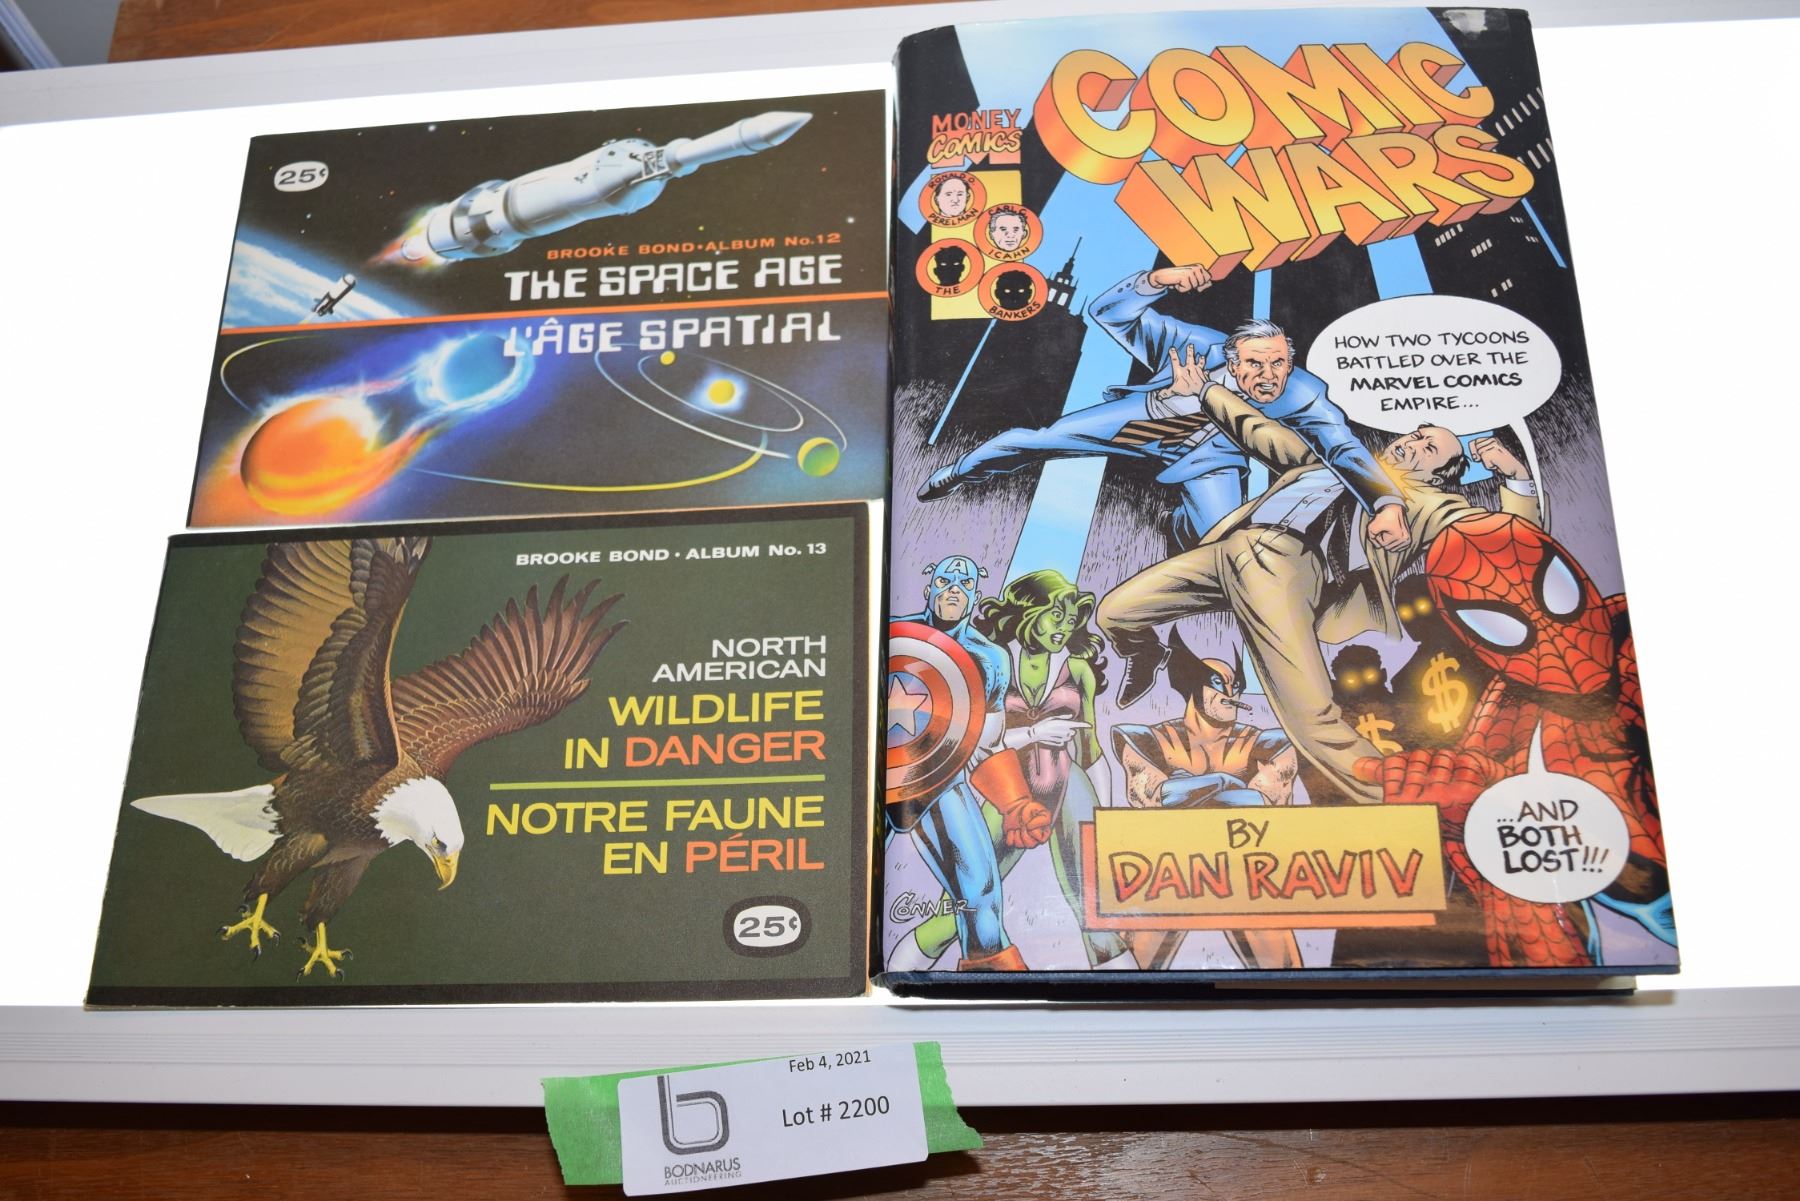 25¢
BROOKE BOND • ALBUM No. 12
THE SPACE AGE
L'ÂGE SPATIAL
BROOKE BOND • ALBUM No. 13
NORTH
AMERICAN
WILDLIFE
IN DANGER
NOTRE FAUNE
EN PÉRIL
25¢
COMIC
WARS
MONEY
COMICS
RONALD O.
PERELMAN
CARL C.
ICAHN
THE
BANKERS
HOW TWO TYCOONS
BATTLED OVER THE
MARVEL COMICS
EMPIRE...
A
$
$
...AND
BOTH
LOST!!!
BY
DAN RAVIV
CONNER
Feb 4, 2021
Lot # 2200
b
BODNARUS
AUCTIONEERING